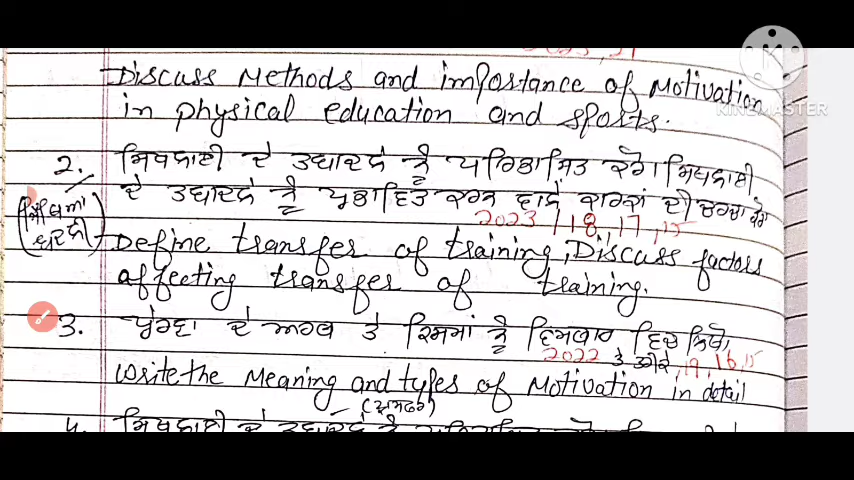 Discuss Methods and importance of Motivation
in physical education and sports.
KINEMASTER
2. ਸਿਖਲਾਈ ਦੇ ਤਬਾਦਲੇ ਨੂੰ ਪਰਿਭਾਸ਼ਿਤ ਕਰੋ। ਸਿਖਲਾਈ
ਦੇ ਤਬਾਦਲੇ ਨੂੰ ਪ੍ਰਭਾਵਿਤ ਕਰਨ ਵਾਲੇ ਕਾਰਕਾਂ ਦੀ ਚਰਚਾ ਕਰੋ
2023 / 18, 17, 15
Define transfer of training, Discuss factors
affecting transfer of training.
3. ਪ੍ਰੇਰਣਾ ਦੇ ਅਰਥ ਤੇ ਕਿਸਮਾਂ ਨੂੰ ਵਿਸਥਾਰ ਵਿਚ ਲਿਖੋ
2022 , 19, 16, 15
Write the Meaning and types of Motivation in detail
4. ਸਿਖਲਾਈ ਦੇ